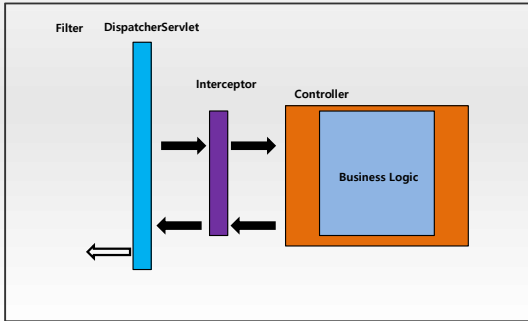 Filter DispatcherServlet
Interceptor
Controller
Business Logic